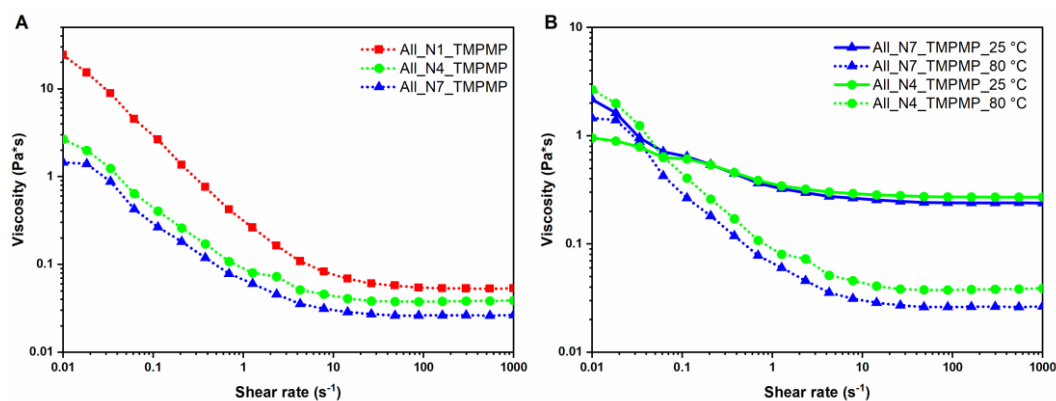 A
Viscosity (Pa*s)
10
1
0.1
0.01
All_N1_TMPMP
All_N4_TMPMP
All_N7_TMPMP
0.01 0.1 1 10 100 1000
Shear rate (s⁻¹)
B
Viscosity (Pa*s)
10
1
0.1
0.01
All_N7_TMPMP_25 °C
All_N7_TMPMP_80 °C
All_N4_TMPMP_25 °C
All_N4_TMPMP_80 °C
0.01 0.1 1 10 100 1000
Shear rate (s⁻¹)